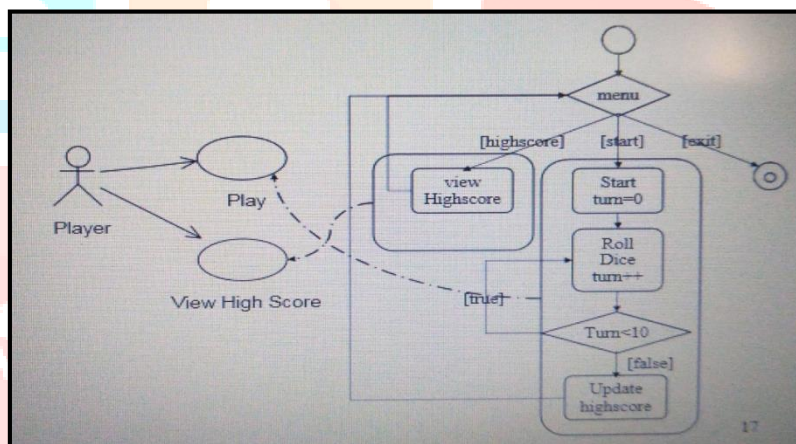 menu
[highscore]
[start]
[exit]
view
Highscore
Start
turn=0
Play
Player
Roll
Dice
turn++
View High Score
[true]
Turn<10
[false]
Update
highscore
17